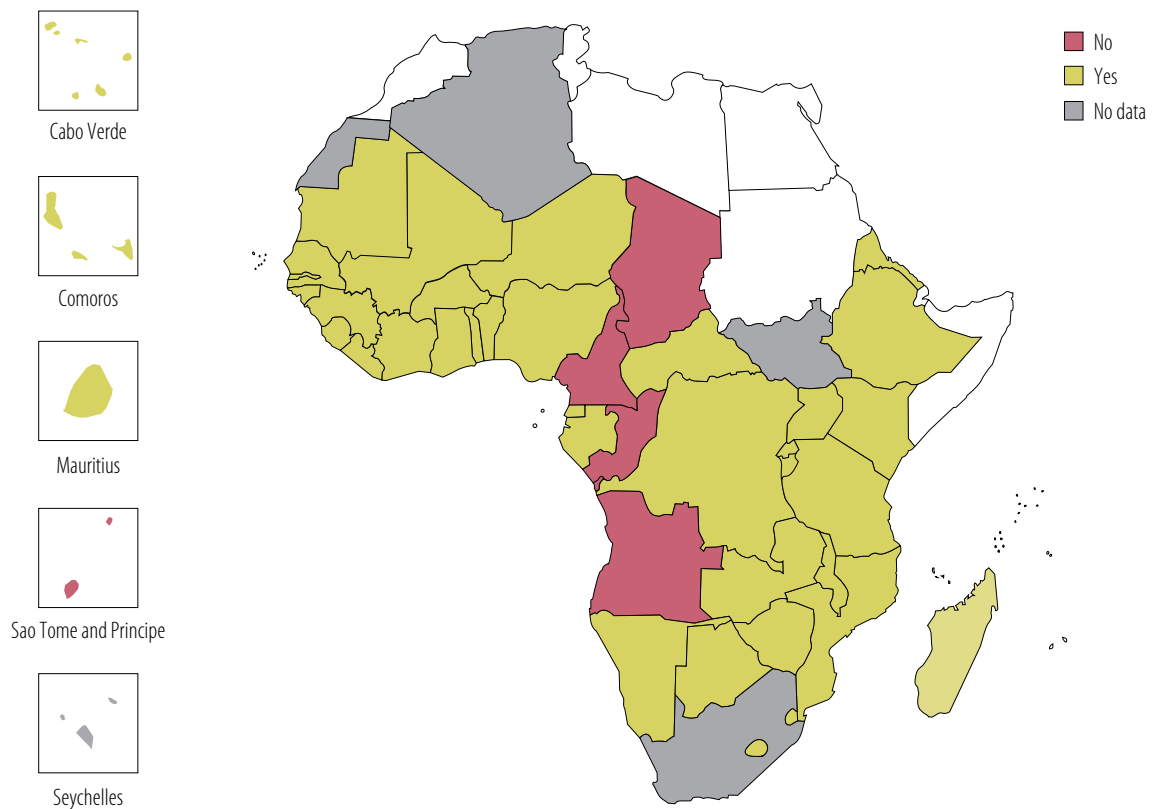 No
Yes
No data
Cabo Verde
Comoros
Mauritius
Sao Tome and Principe
Seychelles